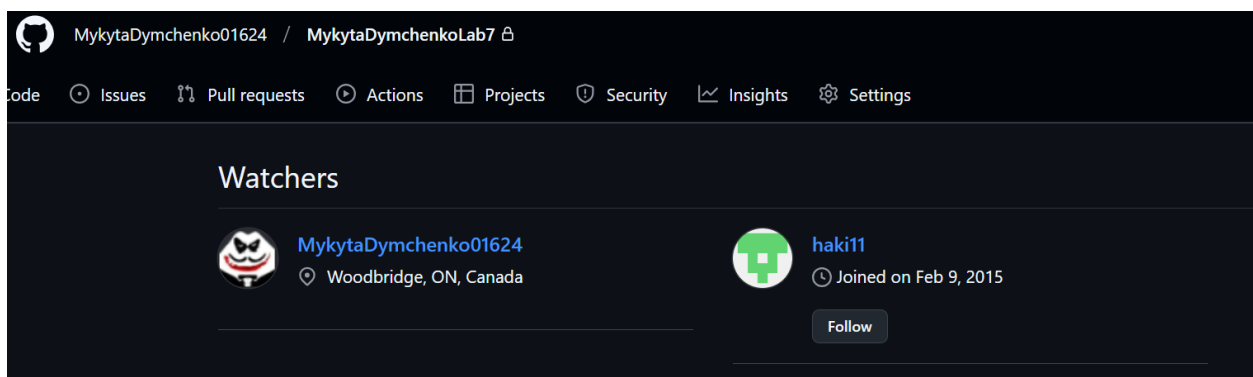 MykytaDymchenko01624 / MykytaDymchenkoLab7
Code Issues Pull requests Actions Projects Security Insights Settings
Watchers
MykytaDymchenko01624
Woodbridge, ON, Canada
haki11
Joined on Feb 9, 2015
Follow